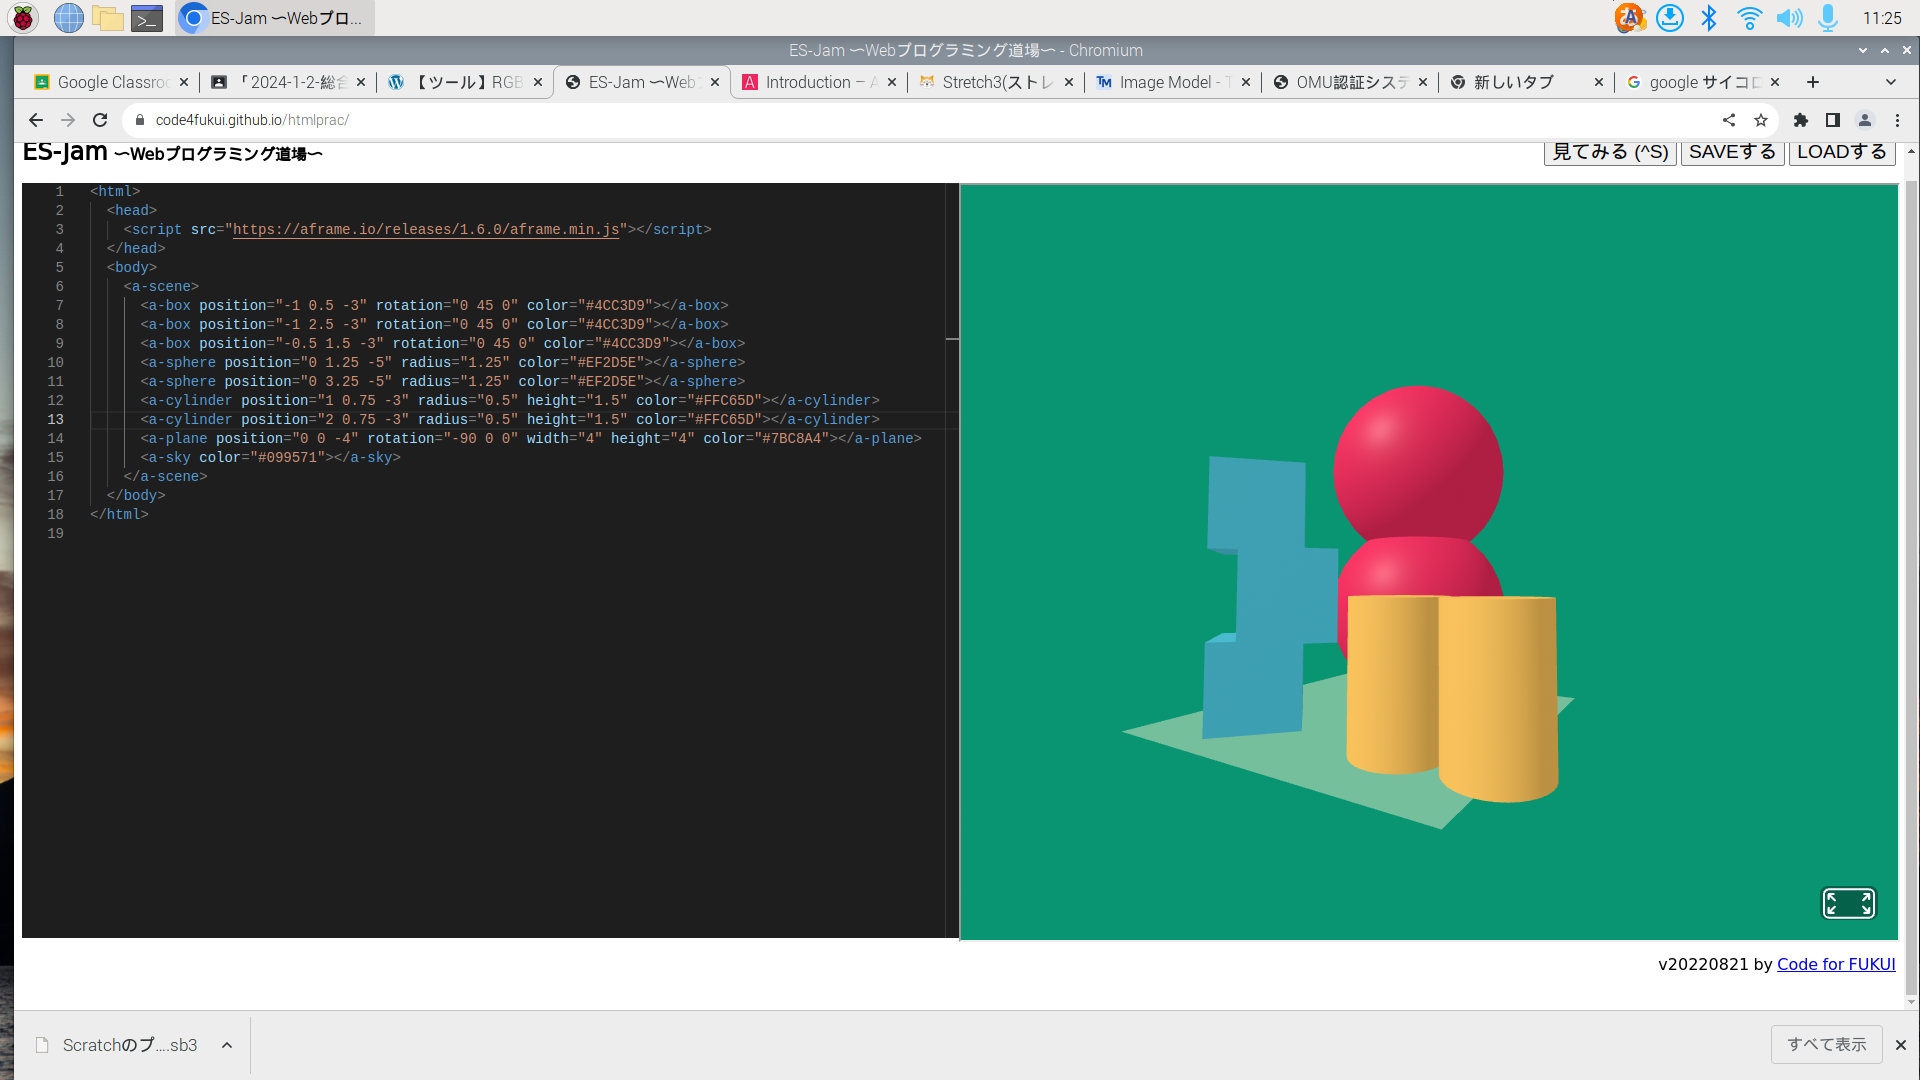 ES-Jam 〜Webプロ...
11:25
ES-Jam 〜Webプログラミング道場〜 - Chromium
Google Classroo
「2024-1-2-総合
【ツール】RGB
ES-Jam 〜Web
Introduction – A
Stretch3(ストレ
Image Model - T
OMU認証システ
新しいタブ
google サイコロ
code4fukui.github.io/htmlprac/
ES-Jam 〜Webプログラミング道場〜
見てみる (^S) SAVEする LOADする
1 <html>
2 <head>
3 <script src="https://aframe.io/releases/1.6.0/aframe.min.js"></script>
4 </head>
5 <body>
6 <a-scene>
7 <a-box position="-1 0.5 -3" rotation="0 45 0" color="#4CC3D9"></a-box>
8 <a-box position="-1 2.5 -3" rotation="0 45 0" color="#4CC3D9"></a-box>
9 <a-box position="-0.5 1.5 -3" rotation="0 45 0" color="#4CC3D9"></a-box>
10 <a-sphere position="0 1.25 -5" radius="1.25" color="#EF2D5E"></a-sphere>
11 <a-sphere position="0 3.25 -5" radius="1.25" color="#EF2D5E"></a-sphere>
12 <a-cylinder position="1 0.75 -3" radius="0.5" height="1.5" color="#FFC65D"></a-cylinder>
13 <a-cylinder position="2 0.75 -3" radius="0.5" height="1.5" color="#FFC65D"></a-cylinder>
14 <a-plane position="0 0 -4" rotation="-90 0 0" width="4" height="4" color="#7BC8A4"></a-plane>
15 <a-sky color="#099571"></a-sky>
16 </a-scene>
17 </body>
18 </html>
19
v20220821 by Code for FUKUI
Scratchのプ....sb3
すべて表示